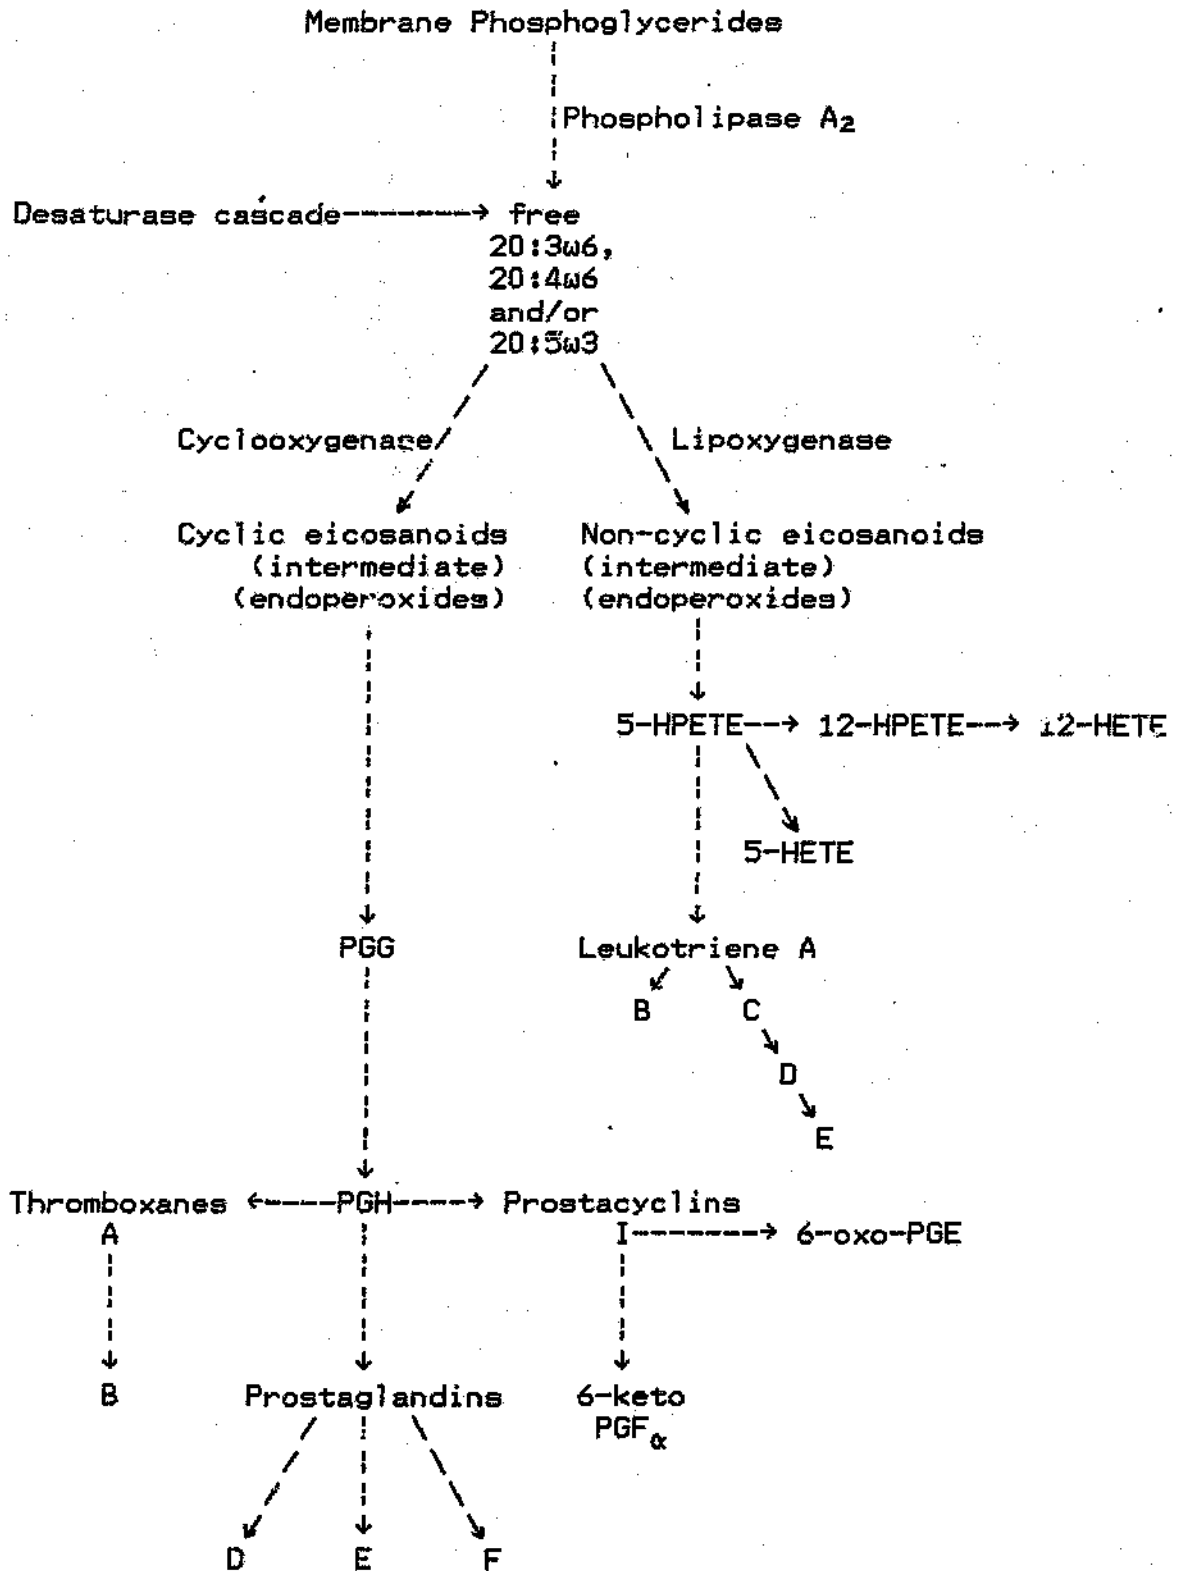 Membrane Phosphoglycerides
Phospholipase A₂
Desaturase cascade--------→ free
20:3ω6,
20:4ω6
and/or
20:5ω3
Cyclooxygenase
Lipoxygenase
Cyclic eicosanoids
(intermediate)
(endoperoxides)
Non-cyclic eicosanoids
(intermediate)
(endoperoxides)
5-HPETE--→ 12-HPETE--→ 12-HETE
5-HETE
PGG
Leukotriene A
B
C
D
E
Thromboxanes ←-----PGH-----→ Prostacyclins
A
I--------→ 6-oxo-PGE
B
Prostaglandins
6-keto
PGFα
D
E
F